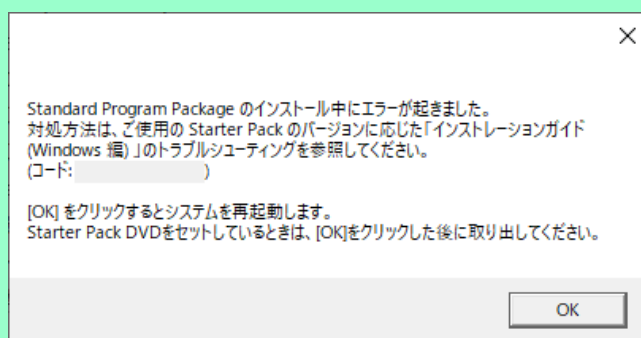 Standard Program Package のインストール中にエラーが起きました。
対処方法は、ご使用の Starter Pack のバージョンに応じた「インストレーションガイド
(Windows 編) 」のトラブルシューティングを参照してください。
(コード: )
[OK] をクリックするとシステムを再起動します。
Starter Pack DVDをセットしているときは、[OK]をクリックした後に取り出してください。
OK